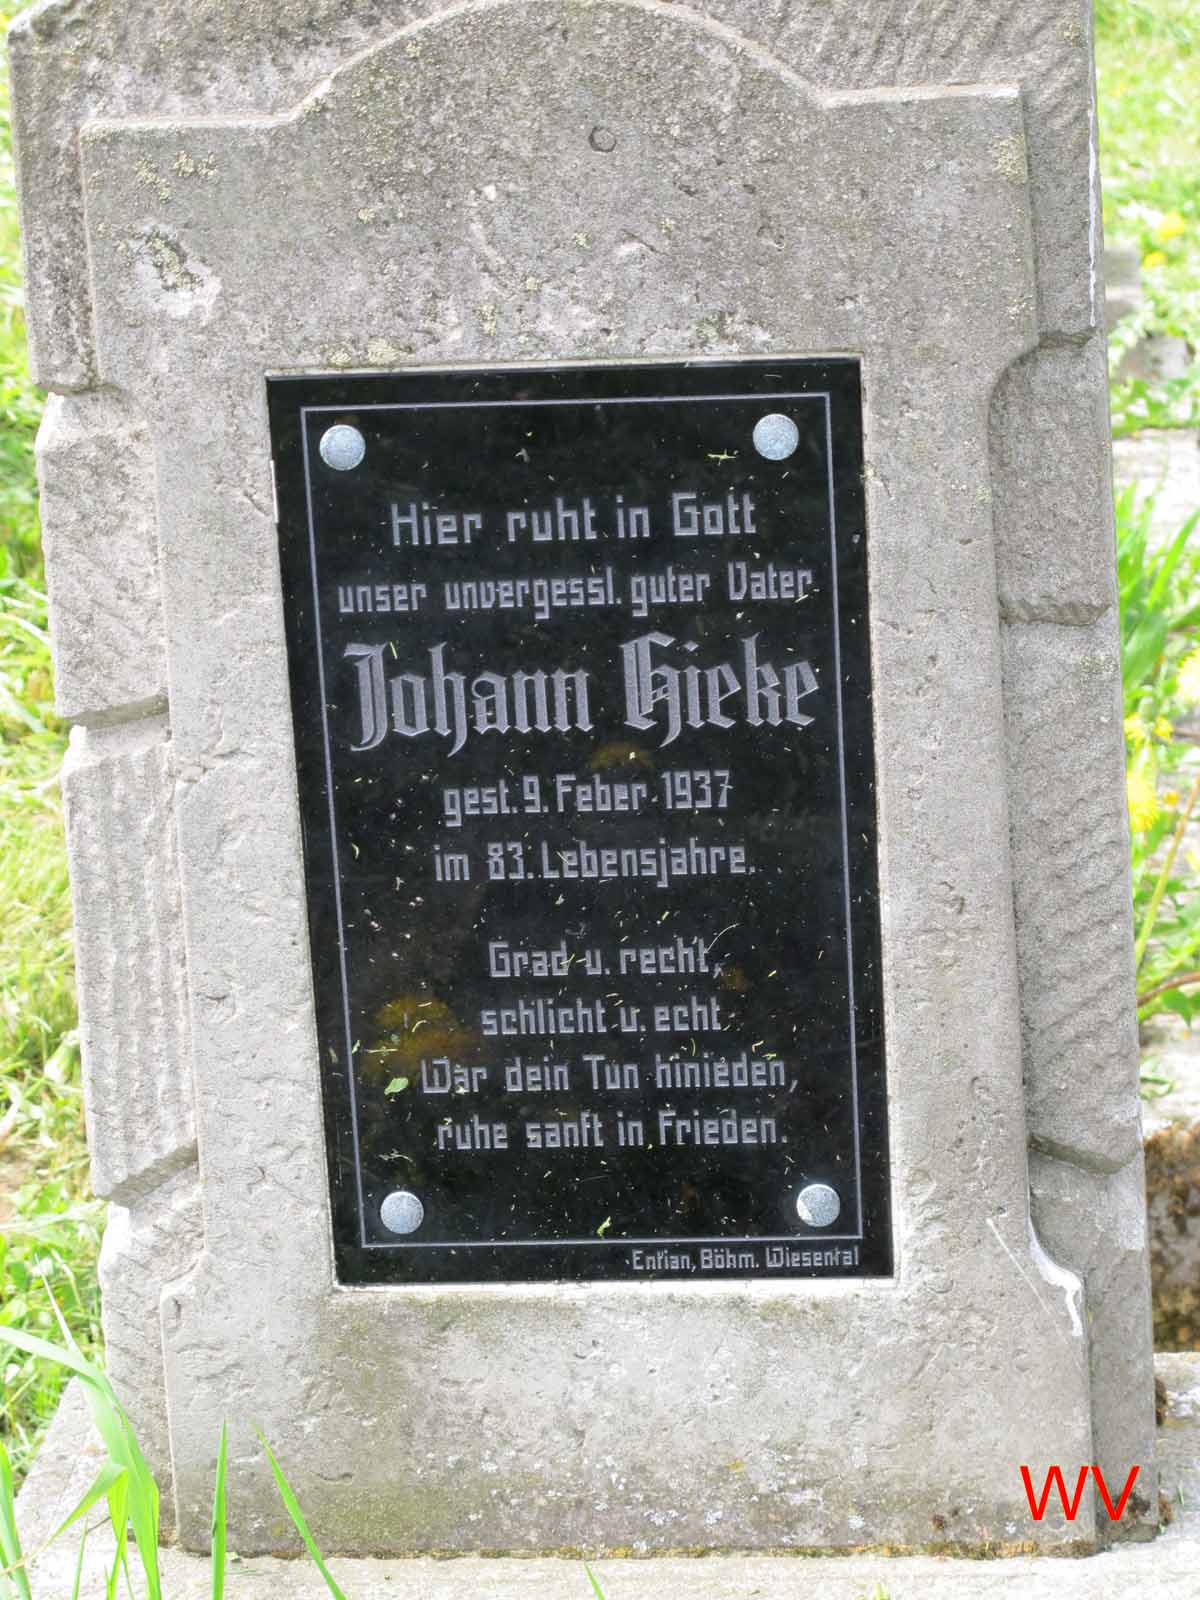 Hier ruht in Gott
unser unvergessl. guter Vater
Johann Hieke
gest. 9. Feber 1937
im 83. Lebensjahre.
Grad u. recht,
schlicht u. echt
War dein Tun hinieden,
ruhe sanft in Frieden.
Entian, Böhm. Wiesental
WV